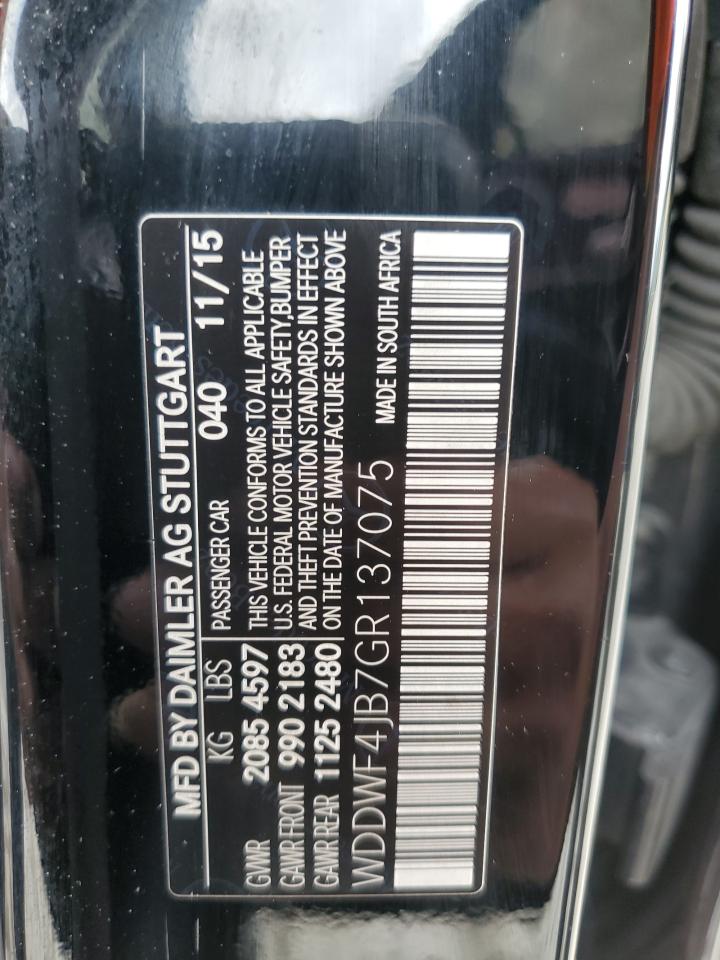 MFD BY DAIMLER AG STUTTGART
KG LBS PASSENGER CAR 040 11/15
GWWR 2085 4597 THIS VEHICLE CONFORMS TO ALL APPLICABLE
GAWR FRONT 990 2183 U.S. FEDERAL MOTOR VEHICLE SAFETY,BUMPER
GAWR REAR 1125 2480 AND THEFT PREVENTION STANDARDS IN EFFECT
ON THE DATE OF MANUFACTURE SHOWN ABOVE
WDDWF4JB7GR137075 MADE IN SOUTH AFRICA